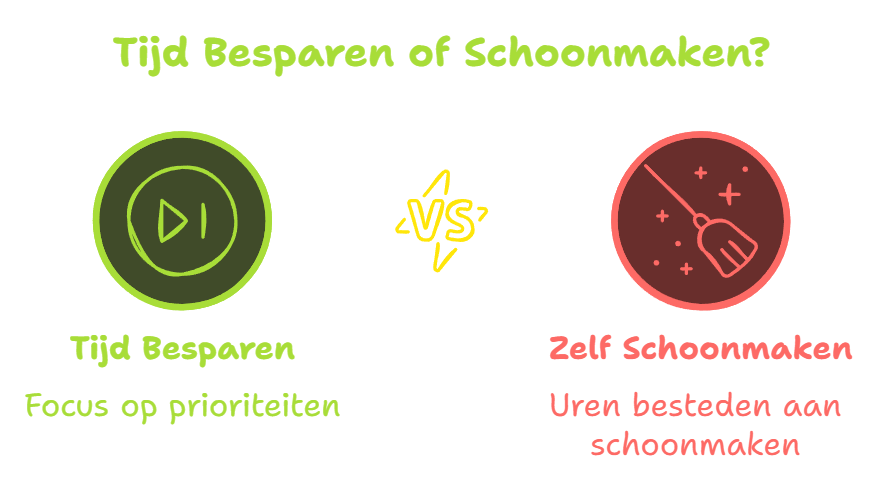 Tijd Besparen of Schoonmaken?
VS
Tijd Besparen
Focus op prioriteiten
Zelf Schoonmaken
Uren besteden aan
schoonmaken